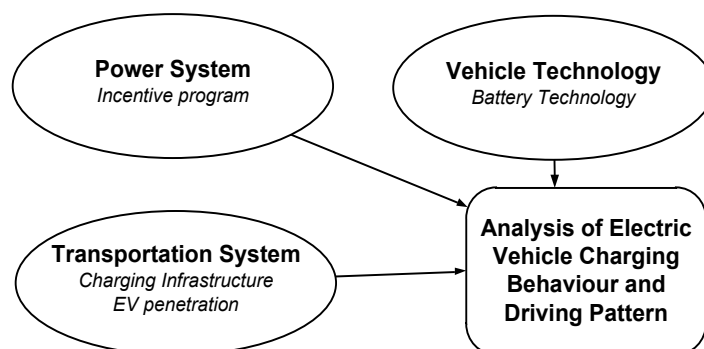 Power System
Incentive program
Vehicle Technology
Battery Technology
Transportation System
Charging Infrastructure
EV penetration
Analysis of Electric
Vehicle Charging
Behaviour and
Driving Pattern